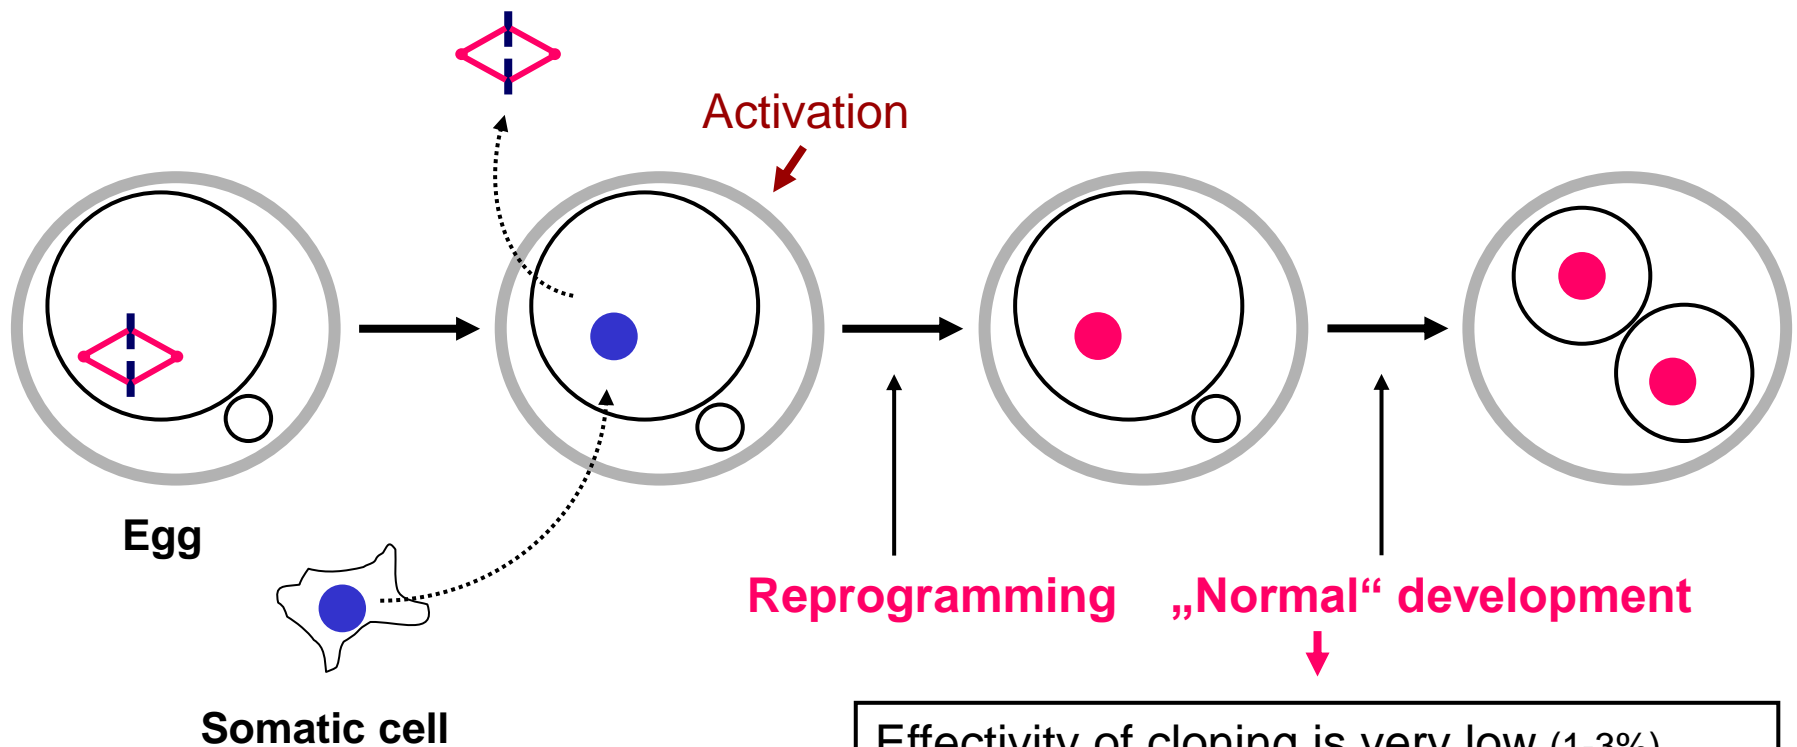 Activation
Egg
Reprogramming
„Normal“ development
Somatic cell
Effectivity of cloning is very low (1-3%)